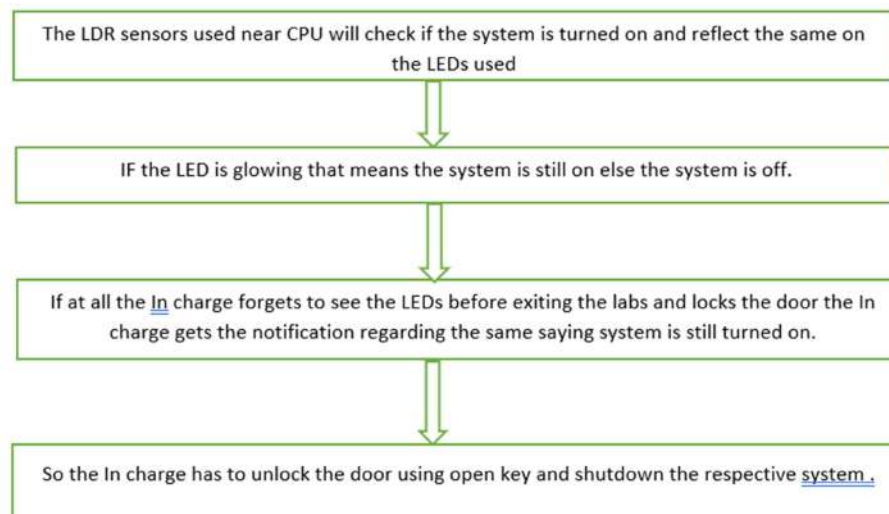 The LDR sensors used near CPU will check if the system is turned on and reflect the same on
the LEDs used
IF the LED is glowing that means the system is still on else the system is off.
If at all the In charge forgets to see the LEDs before exiting the labs and locks the door the In
charge gets the notification regarding the same saying system is still turned on.
So the In charge has to unlock the door using open key and shutdown the respective system .